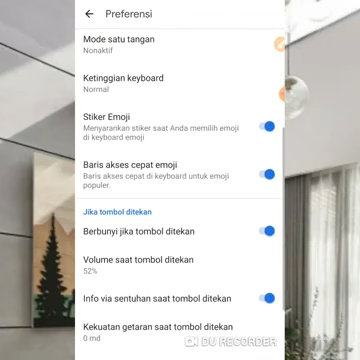 Preferensi
Mode satu tangan
Nonaktif
Ketinggian keyboard
Normal
Stiker Emoji
Menyarankan stiker saat Anda memilih emoji
di keyboard emoji
Baris akses cepat emoji
Baris akses cepat di keyboard untuk emoji
populer.
Jika tombol ditekan
Berbunyi jika tombol ditekan
Volume saat tombol ditekan
52%
Info via sentuhan saat tombol ditekan
Kekuatan getaran saat tombol ditekan
0 md
DU RECORDER